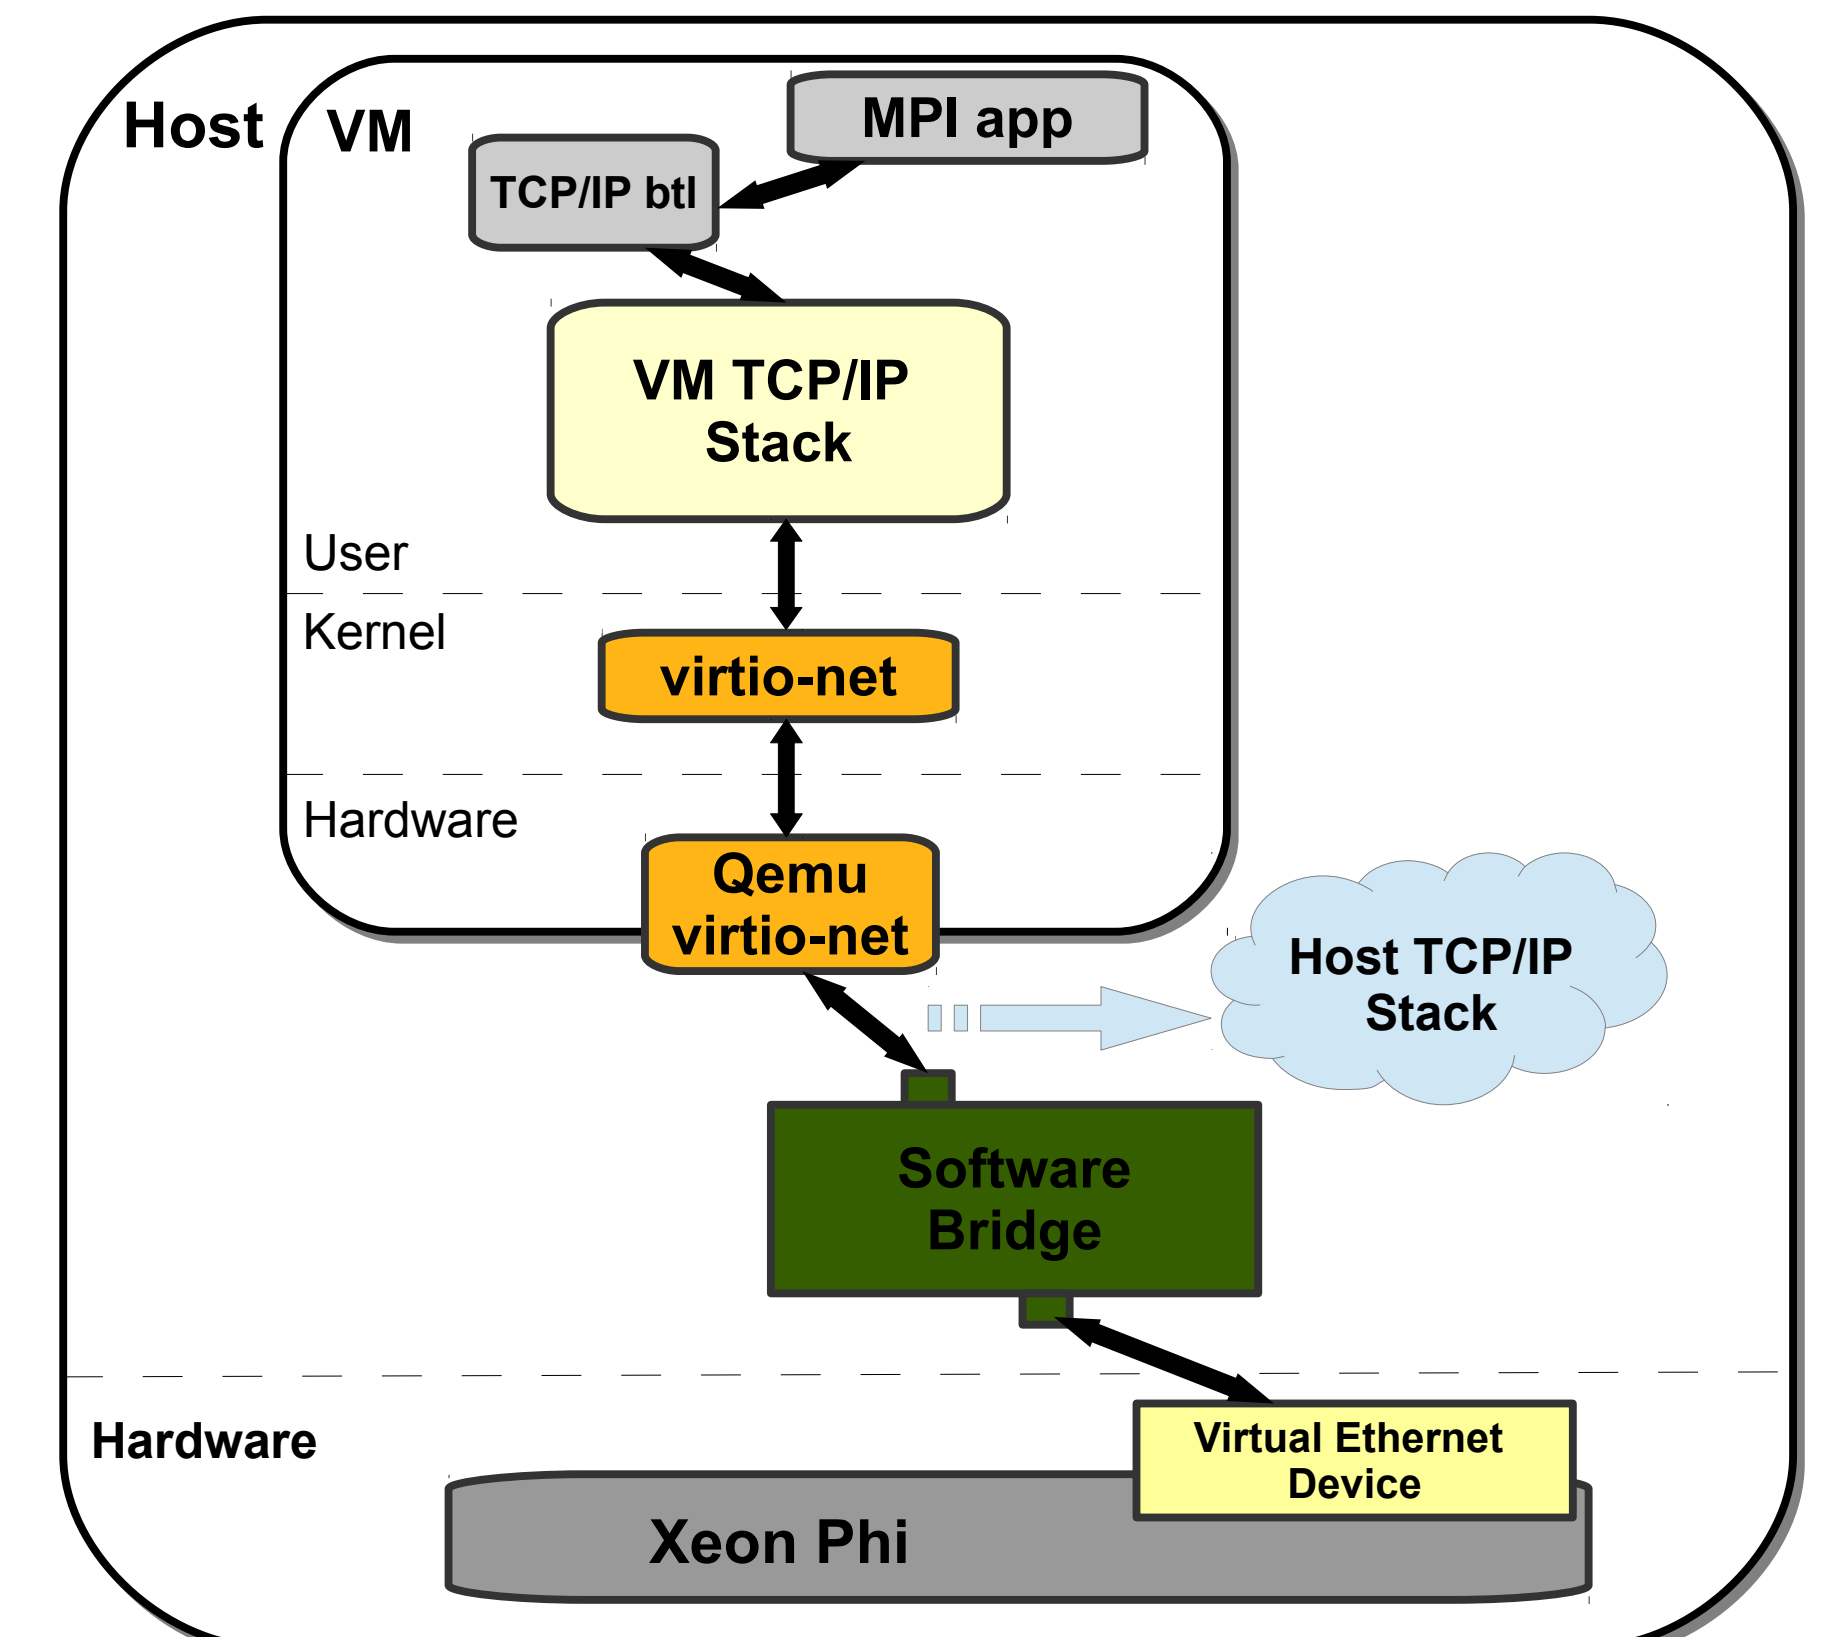 Host
VM
MPI app
TCP/IP btl
VM TCP/IP
Stack
User
Kernel
virtio-net
Hardware
Qemu
virtio-net
Host TCP/IP
Stack
Software
Bridge
Hardware
Virtual Ethernet
Device
Xeon Phi